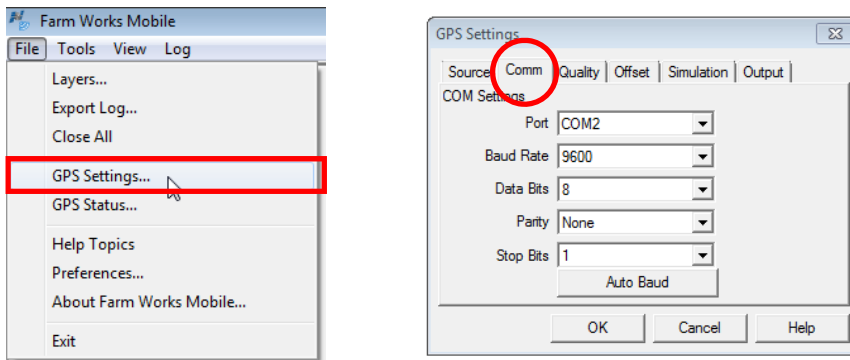 Farm Works Mobile
File Tools View Log
Layers...
Export Log...
Close All
GPS Settings...
GPS Status...
Help Topics
Preferences...
About Farm Works Mobile...
Exit
GPS Settings
Source Comm Quality Offset Simulation Output
COM Settings
Port COM2
Baud Rate 9600
Data Bits 8
Parity None
Stop Bits 1
Auto Baud
OK Cancel Help